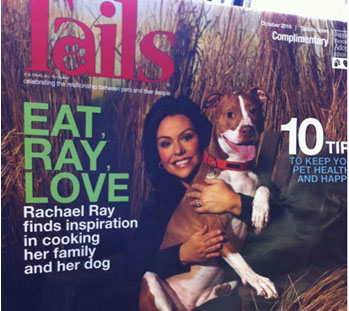 Tails
celebrating the relationship between pets and their people
October 2010
Complimentary
EAT,
RAY,
LOVE
Rachael Ray
finds inspiration
in cooking
her family
and her dog
10 TIP
TO KEEP YO
PET HEALTH
AND HAPP